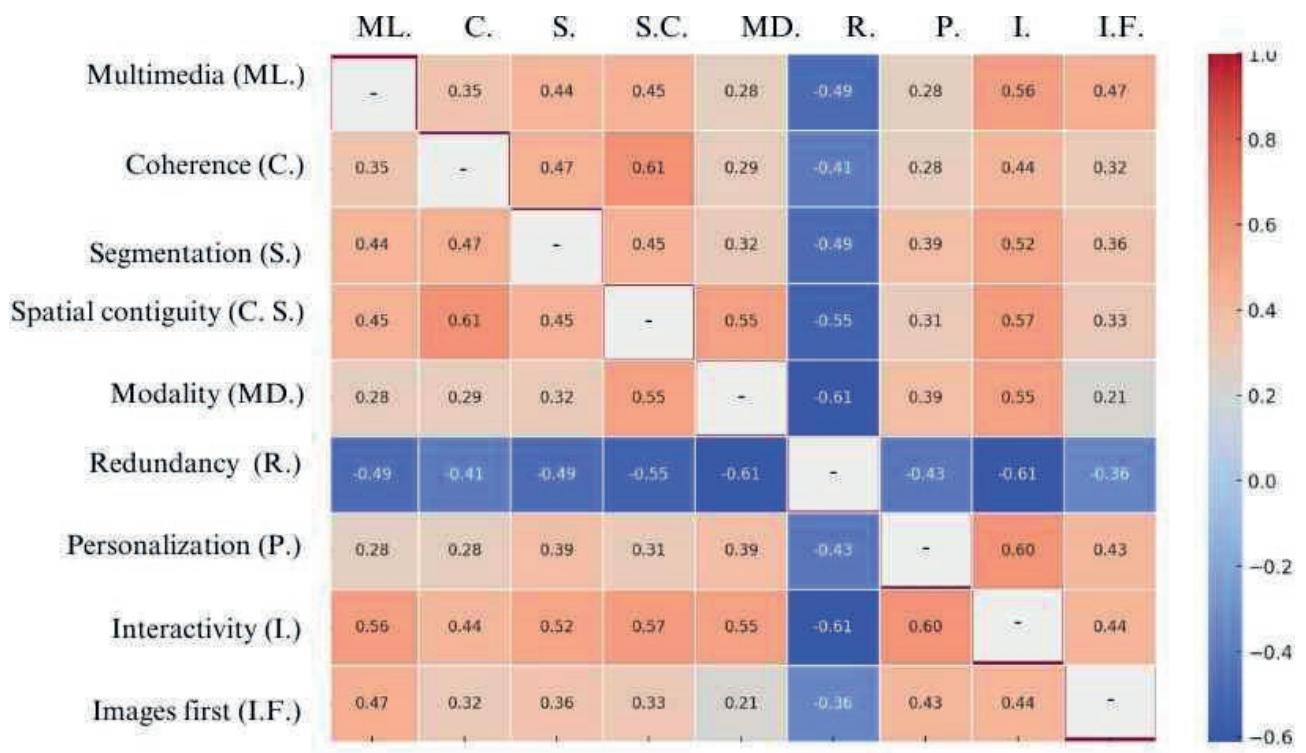 ML. C. S. S.C. MD. R. P. I. I.F.
Multimedia (ML.) - 0.35 0.44 0.45 0.28 -0.49 0.28 0.56 0.47
Coherence (C.) 0.35 - 0.47 0.61 0.29 -0.41 0.28 0.44 0.32
Segmentation (S.) 0.44 0.47 - 0.45 0.32 -0.49 0.39 0.52 0.36
Spatial contiguity (C. S.) 0.45 0.61 0.45 - 0.55 -0.55 0.31 0.57 0.33
Modality (MD.) 0.28 0.29 0.32 0.55 - -0.61 0.39 0.55 0.21
Redundancy (R.) -0.49 -0.41 -0.49 -0.55 -0.61 - -0.43 -0.61 -0.36
Personalization (P.) 0.28 0.28 0.39 0.31 0.39 -0.43 - 0.60 0.43
Interactivity (I.) 0.56 0.44 0.52 0.57 0.55 -0.61 0.60 - 0.44
Images first (I.F.) 0.47 0.32 0.36 0.33 0.21 -0.36 0.43 0.44 -
1.0
0.8
0.6
0.4
0.2
0.0
−0.2
−0.4
−0.6